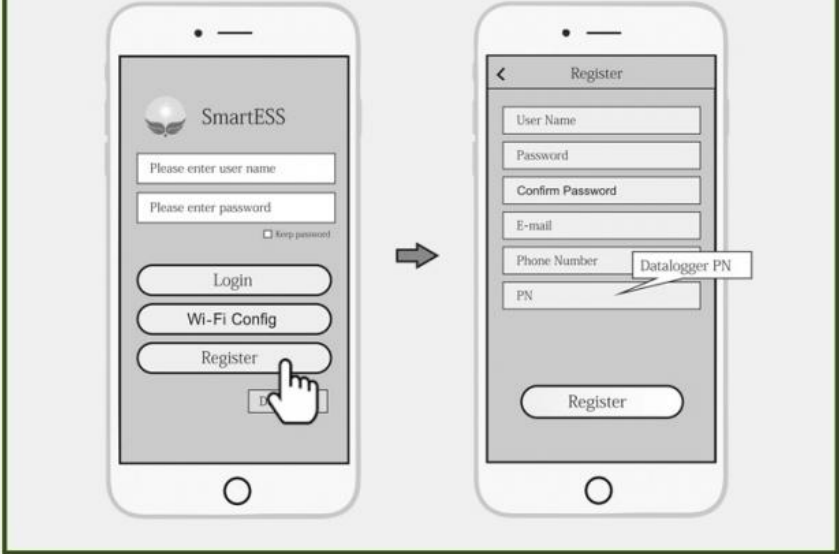 SmartESS
Please enter user name
Please enter password
Keep password
Login
Wi-Fi Config
Register
D
Register
User Name
Password
Confirm Password
E-mail
Phone Number
Datalogger PN
PN
Register